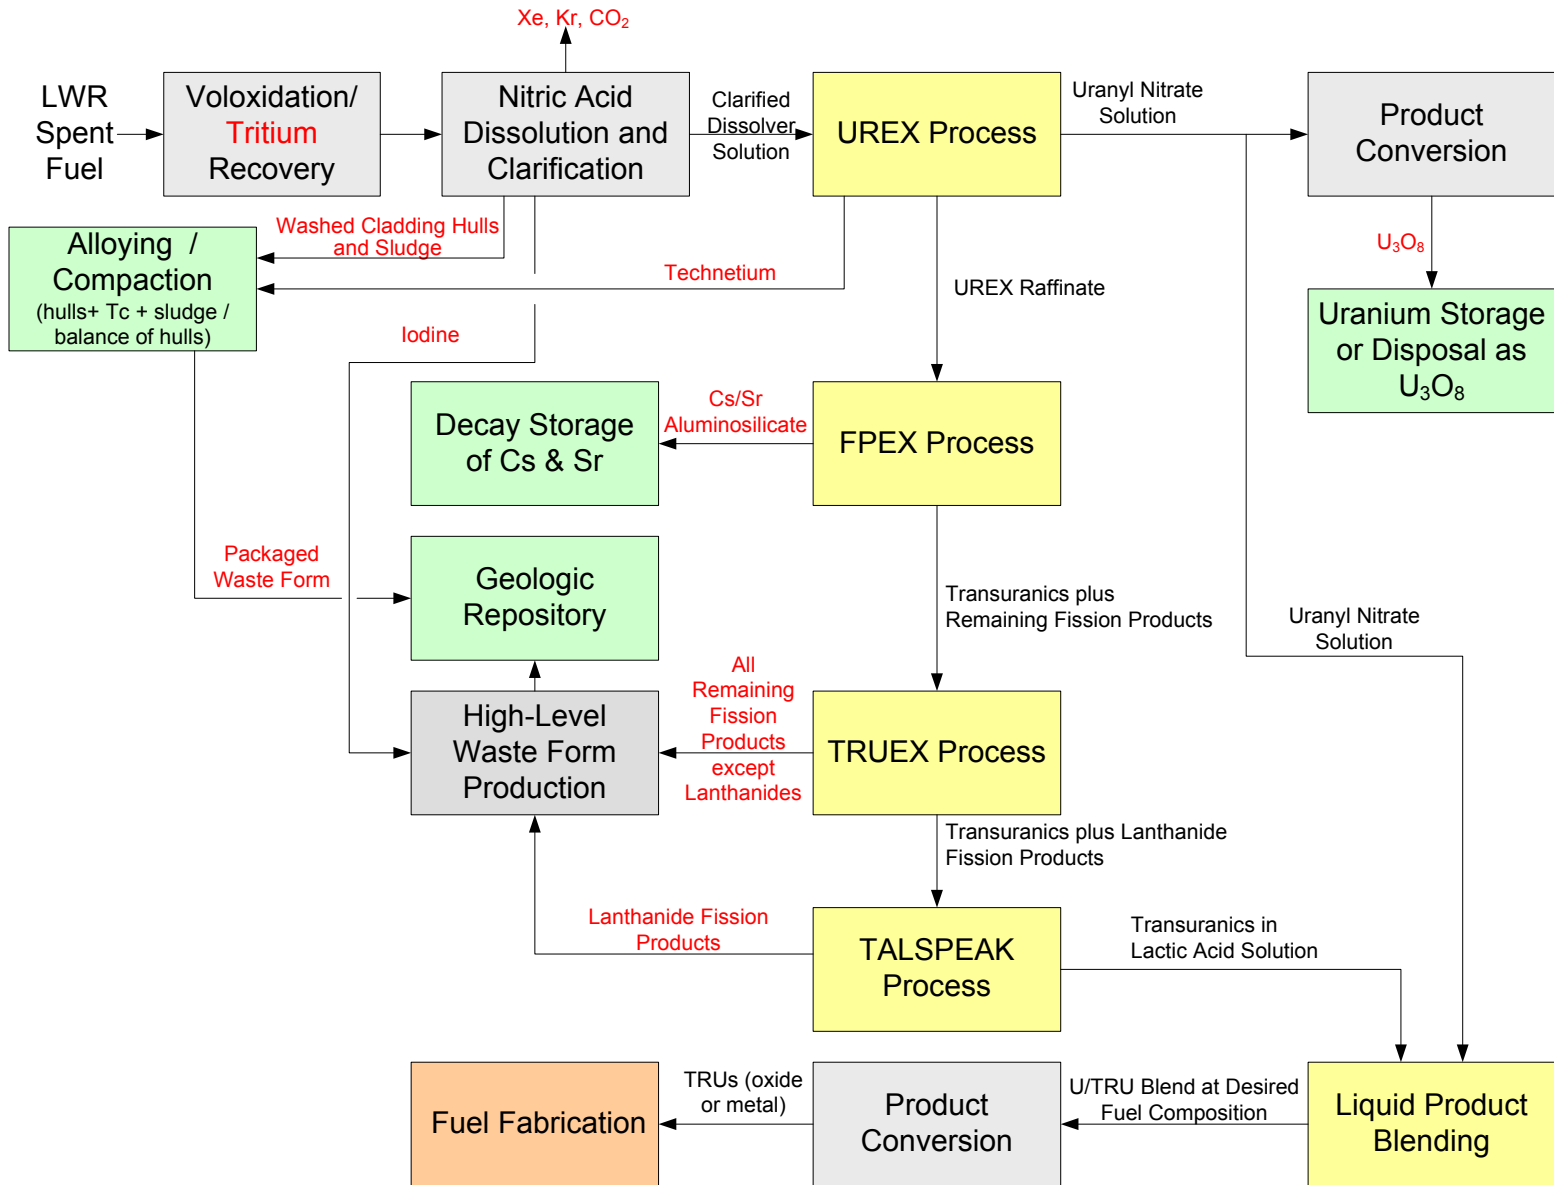 Xe, Kr, CO₂
LWR
Spent
Fuel
Voloxidation/
Tritium
Recovery
Nitric Acid
Dissolution and
Clarification
Clarified
Dissolver
Solution
UREX Process
Uranyl Nitrate
Solution
Product
Conversion
Washed Cladding Hulls
and Sludge
Alloying /
Compaction
(hulls+ Tc + sludge /
balance of hulls)
Technetium
UREX Raffinate
U₃O₈
Uranium Storage
or Disposal as
U₃O₈
Iodine
Decay Storage
of Cs & Sr
Cs/Sr
Aluminosilicate
FPEX Process
Packaged
Waste Form
Geologic
Repository
Transuranics plus
Remaining Fission Products
Uranyl Nitrate
Solution
High-Level
Waste Form
Production
All
Remaining
Fission
Products
except
Lanthanides
TRUEX Process
Transuranics plus Lanthanide
Fission Products
Lanthanide Fission
Products
TALSPEAK
Process
Transuranics in
Lactic Acid Solution
Fuel Fabrication
TRUs (oxide
or metal)
Product
Conversion
U/TRU Blend at Desired
Fuel Composition
Liquid Product
Blending